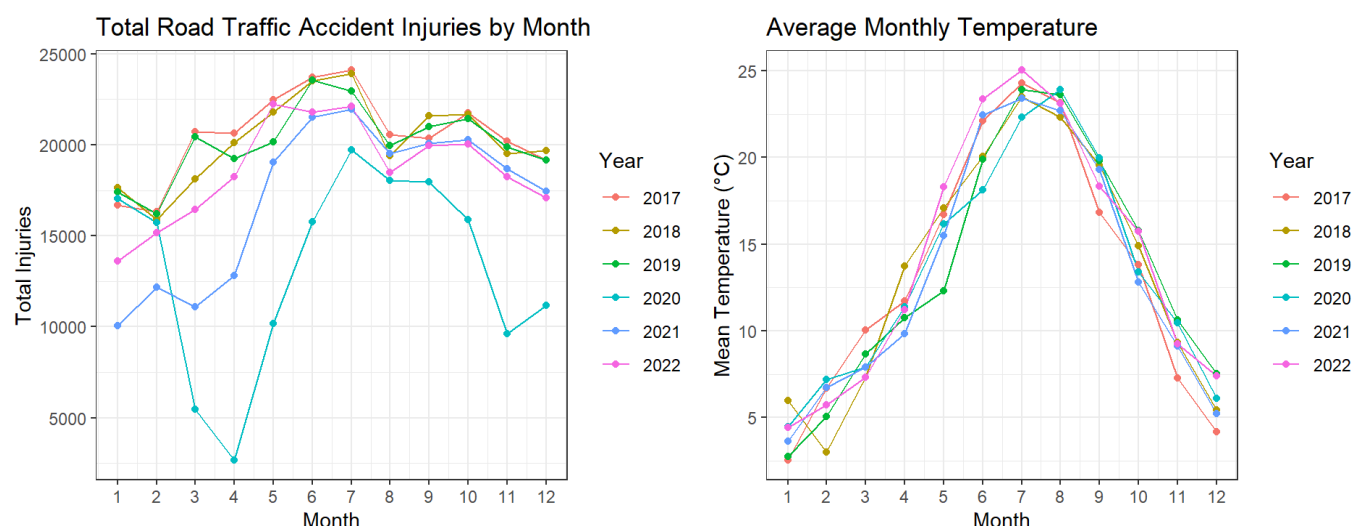 Total Road Traffic Accident Injuries by Month
Total Injuries
25000
20000
15000
10000
5000
1 2 3 4 5 6 7 8 9 10 11 12
Month
Year
2017
2018
2019
2020
2021
2022
Average Monthly Temperature
Mean Temperature (°C)
25
20
15
10
5
1 2 3 4 5 6 7 8 9 10 11 12
Month
Year
2017
2018
2019
2020
2021
2022